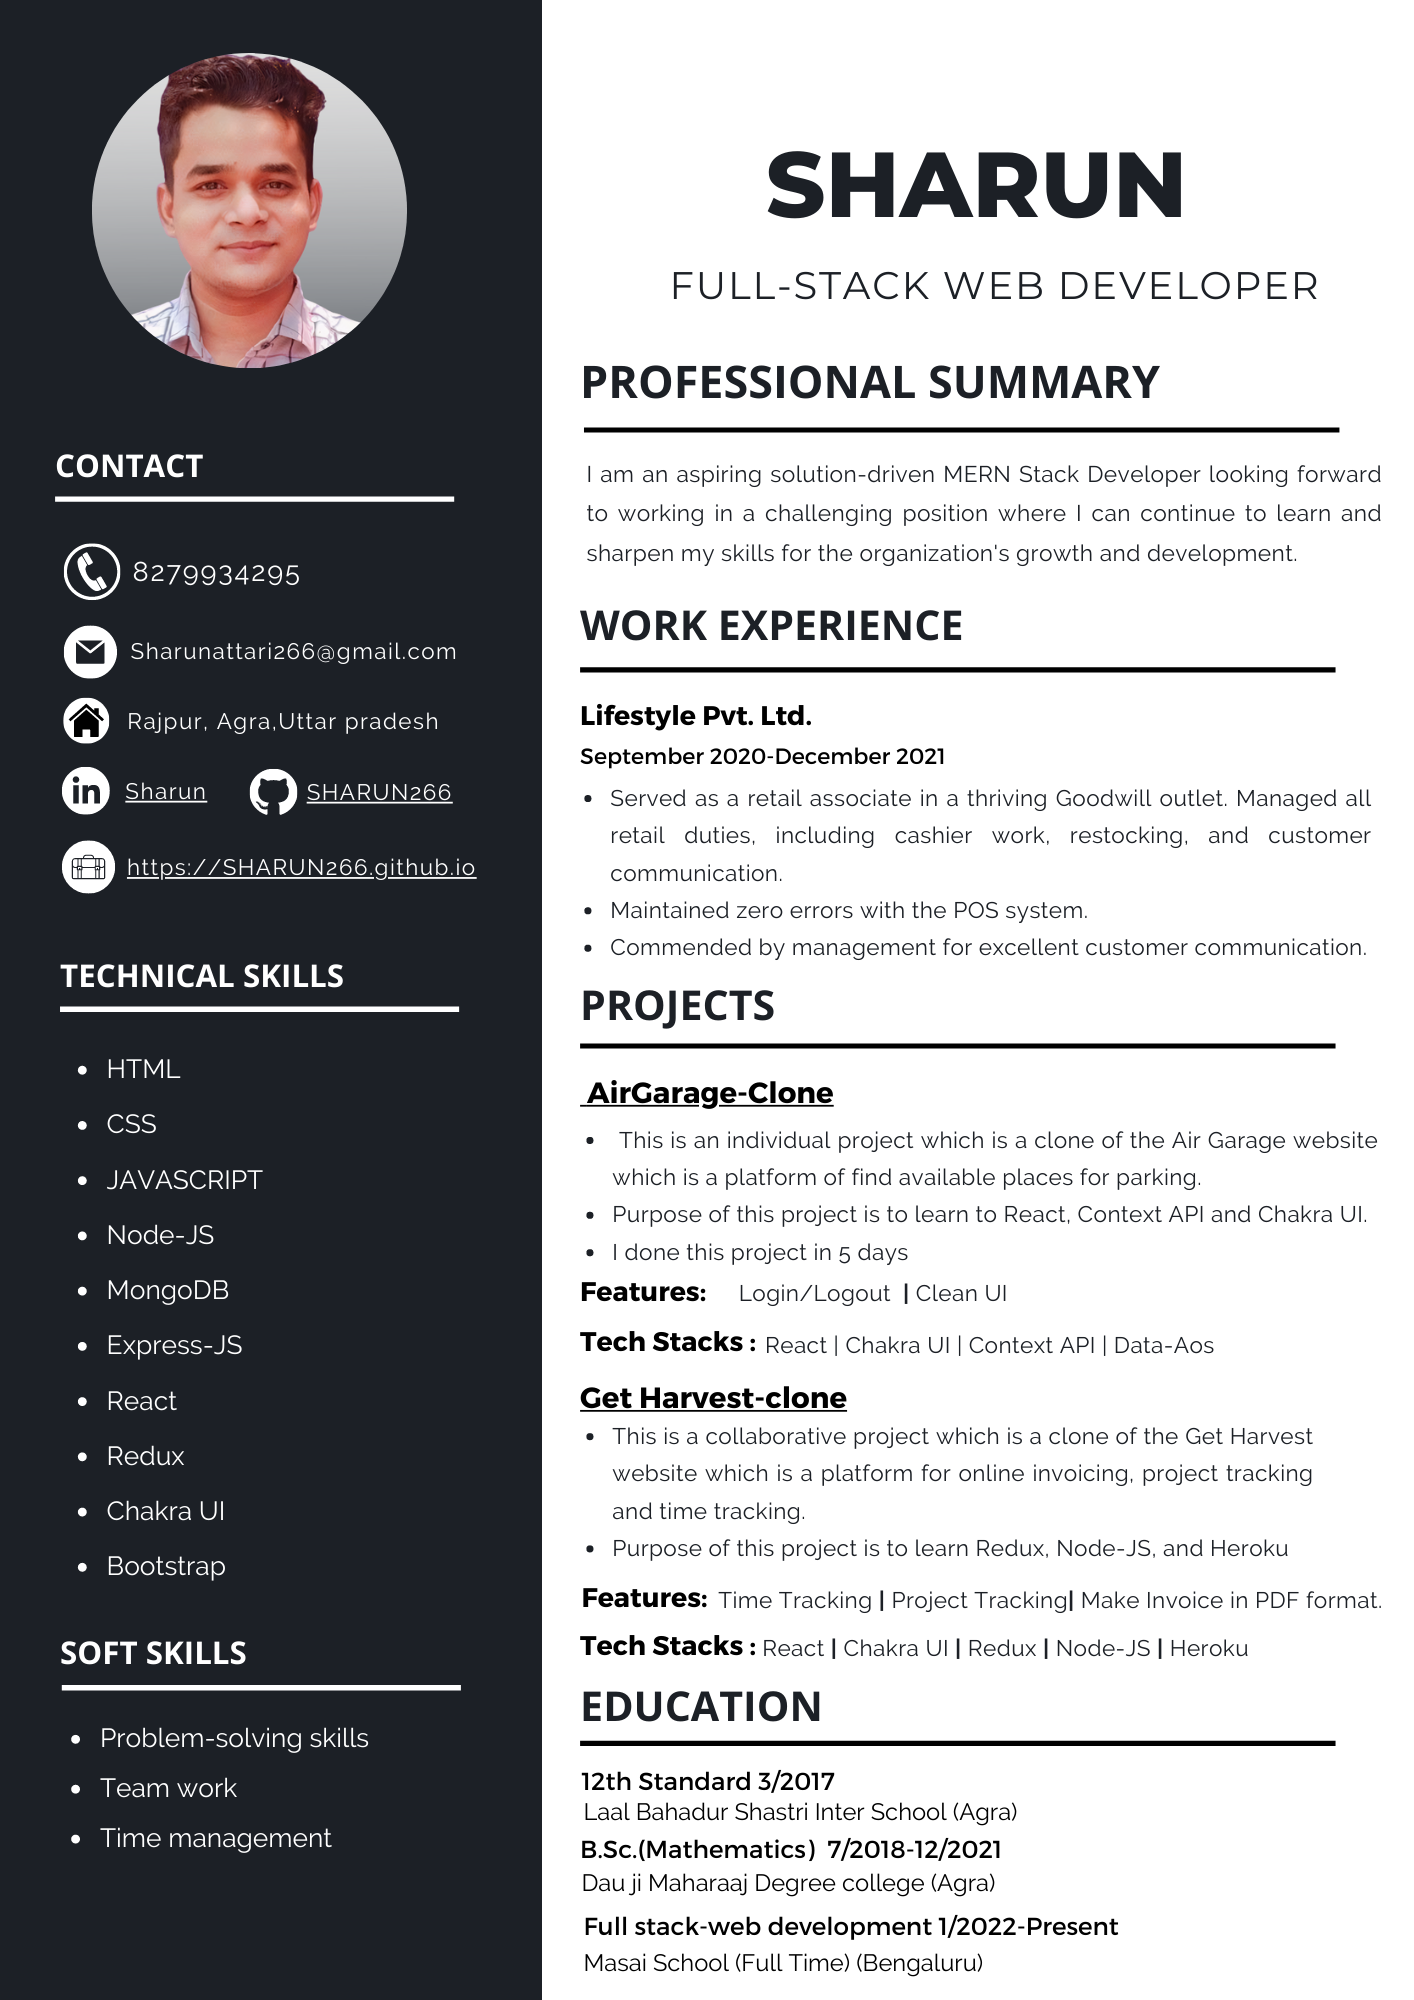 CONTACT
8279934295
Sharunattari266@gmail.com
Rajpur, Agra,Uttar pradesh
in Sharun SHARUN266
https://SHARUN266.github.io
TECHNICAL SKILLS
• HTML
• CSS
• JAVASCRIPT
• Node-JS
• MongoDB
• Express-JS
• React
• Redux
• Chakra UI
• Bootstrap
SOFT SKILLS
• Problem-solving skills
• Team work
• Time management
SHARUN
FULL-STACK WEB DEVELOPER
PROFESSIONAL SUMMARY
I am an aspiring solution-driven MERN Stack Developer looking forward
to working in a challenging position where I can continue to learn and
sharpen my skills for the organization's growth and development.
WORK EXPERIENCE
Lifestyle Pvt. Ltd.
September 2020-December 2021
• Served as a retail associate in a thriving Goodwill outlet. Managed all
retail duties, including cashier work, restocking, and customer
communication.
• Maintained zero errors with the POS system.
• Commended by management for excellent customer communication.
PROJECTS
AirGarage-Clone
• This is an individual project which is a clone of the Air Garage website
which is a platform of find available places for parking.
• Purpose of this project is to learn to React, Context API and Chakra UI.
• I done this project in 5 days
Features: Login/Logout | Clean UI
Tech Stacks : React | Chakra UI | Context API | Data-Aos
Get Harvest-clone
• This is a collaborative project which is a clone of the Get Harvest
website which is a platform for online invoicing, project tracking
and time tracking.
• Purpose of this project is to learn Redux, Node-JS, and Heroku
Features: Time Tracking | Project Tracking| Make Invoice in PDF format.
Tech Stacks : React | Chakra UI | Redux | Node-JS | Heroku
EDUCATION
12th Standard 3/2017
Laal Bahadur Shastri Inter School (Agra)
B.Sc.(Mathematics) 7/2018-12/2021
Dau ji Maharaaj Degree college (Agra)
Full stack-web development 1/2022-Present
Masai School (Full Time) (Bengaluru)